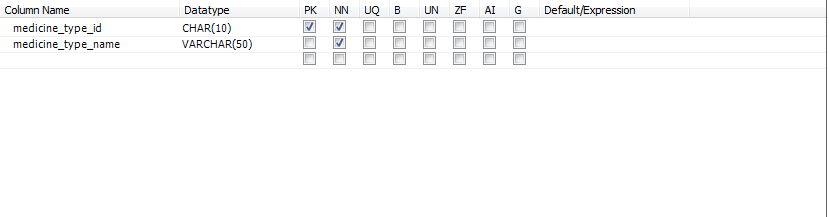 Column Name Datatype PK NN UQ B UN ZF AI G Default/Expression
medicine_type_id CHAR(10)
medicine_type_name VARCHAR(50)